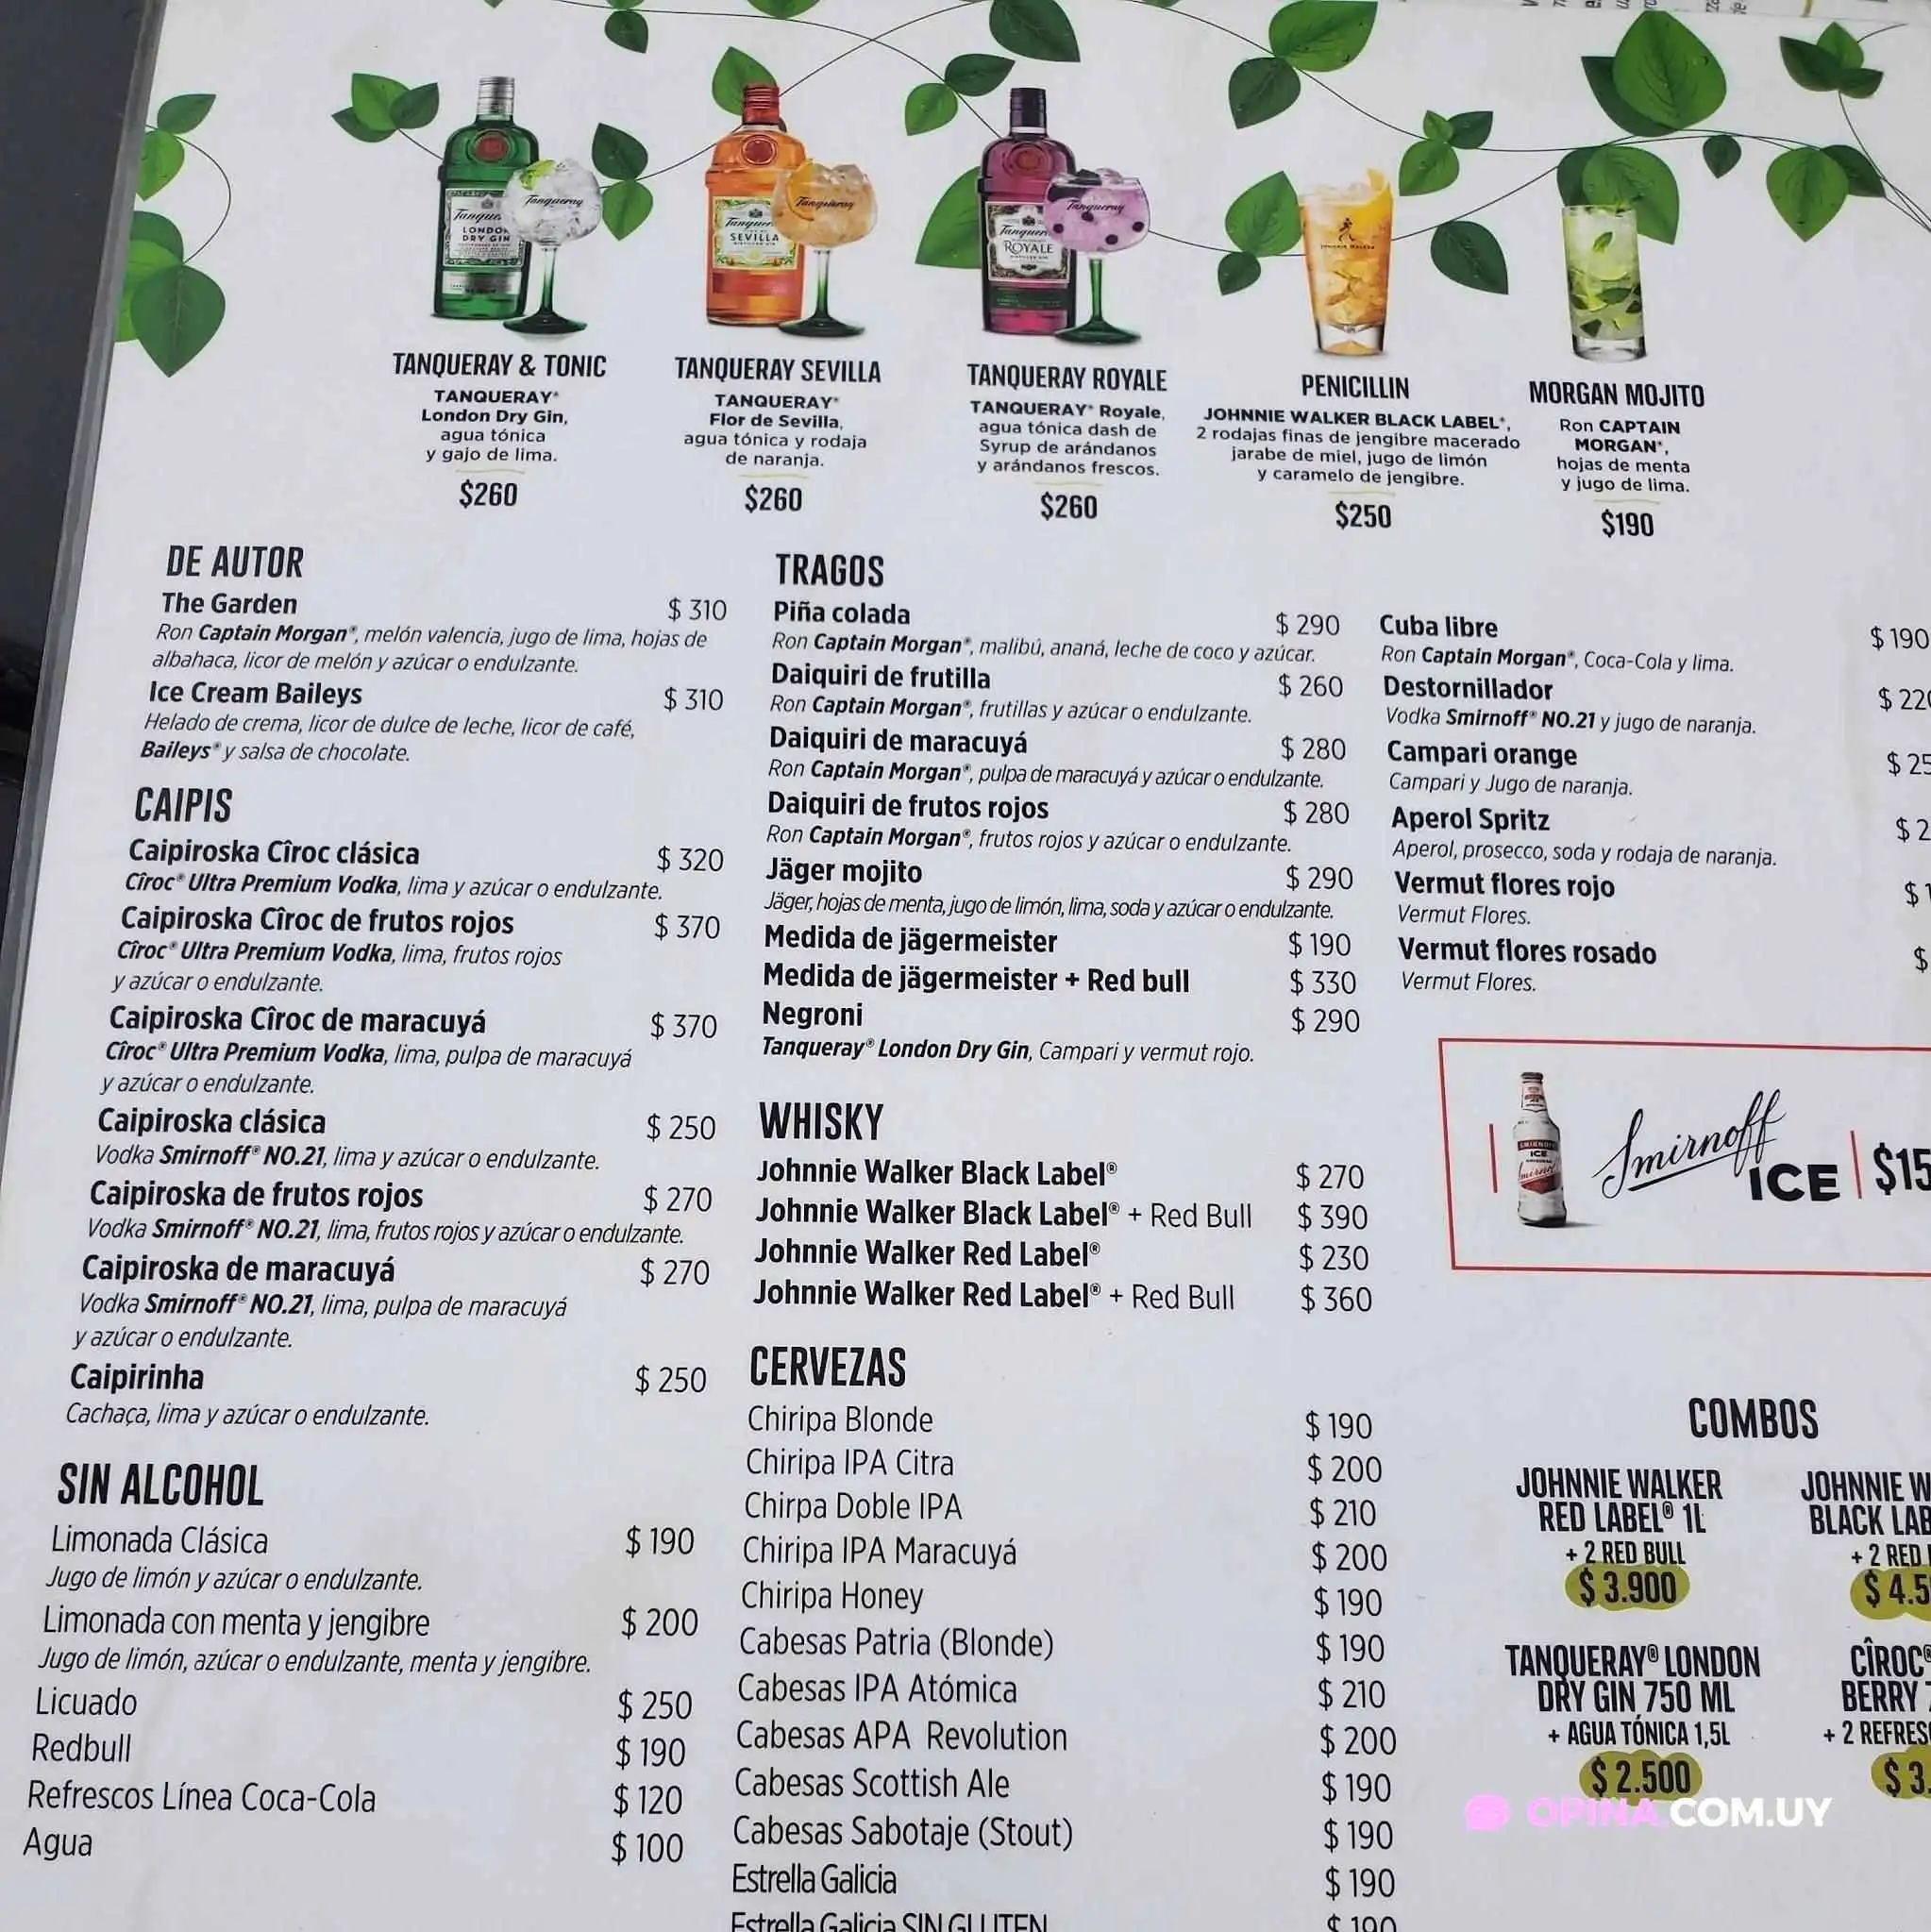 TANQUERAY & TONIC
TANQUERAY®
London Dry Gin,
agua tónica
y gajo de lima.
$260
TANQUERAY SEVILLA
TANQUERAY®
Flor de Sevilla,
agua tónica y rodaja
de naranja.
$260
TANQUERAY ROYALE
TANQUERAY® Royale,
agua tónica dash de
Syrup de arándanos
y arándanos frescos.
$260
PENICILLIN
JOHNNIE WALKER BLACK LABEL®,
2 rodajas finas de jengibre macerado
jarabe de miel, jugo de limón
y caramelo de jengibre.
$250
MORGAN MOJITO
Ron CAPTAIN
MORGAN®,
hojas de menta
y jugo de lima.
$190
DE AUTOR
The Garden $ 310
Ron Captain Morgan®, melón valencia, jugo de lima, hojas de
albahaca, licor de melón y azúcar o endulzante.
Ice Cream Baileys $ 310
Helado de crema, licor de dulce de leche, licor de café,
Baileys® y salsa de chocolate.
CAIPIS
Caipiroska Cîroc clásica $ 320
Cîroc® Ultra Premium Vodka, lima y azúcar o endulzante.
Caipiroska Cîroc de frutos rojos $ 370
Cîroc® Ultra Premium Vodka, lima, frutos rojos
y azúcar o endulzante.
Caipiroska Cîroc de maracuyá $ 370
Cîroc® Ultra Premium Vodka, lima, pulpa de maracuyá
y azúcar o endulzante.
Caipiroska clásica $ 250
Vodka Smirnoff® NO.21, lima y azúcar o endulzante.
Caipiroska de frutos rojos $ 270
Vodka Smirnoff® NO.21, lima, frutos rojos y azúcar o endulzante.
Caipiroska de maracuyá $ 270
Vodka Smirnoff® NO.21, lima, pulpa de maracuyá
y azúcar o endulzante.
Caipirinha $ 250
Cachaça, lima y azúcar o endulzante.
SIN ALCOHOL
Limonada Clásica $ 190
Jugo de limón y azúcar o endulzante.
Limonada con menta y jengibre $ 200
Jugo de limón, azúcar o endulzante, menta y jengibre.
Licuado $ 250
Redbull $ 190
Refrescos Línea Coca-Cola $ 120
Agua $ 100
TRAGOS
Piña colada $ 290
Ron Captain Morgan®, malibú, ananá, leche de coco y azúcar.
Daiquiri de frutilla $ 260
Ron Captain Morgan®, frutillas y azúcar o endulzante.
Daiquiri de maracuyá $ 280
Ron Captain Morgan®, pulpa de maracuyá y azúcar o endulzante.
Daiquiri de frutos rojos $ 280
Ron Captain Morgan®, frutos rojos y azúcar o endulzante.
Jäger mojito $ 290
Jäger, hojas de menta, jugo de limón, lima, soda y azúcar o endulzante.
Medida de jägermeister $ 190
Medida de jägermeister + Red bull $ 330
Negroni $ 290
Tanqueray® London Dry Gin, Campari y vermut rojo.
WHISKY
Johnnie Walker Black Label® $ 270
Johnnie Walker Black Label® + Red Bull $ 390
Johnnie Walker Red Label® $ 230
Johnnie Walker Red Label® + Red Bull $ 360
CERVEZAS
Chiripa Blonde $ 190
Chiripa IPA Citra $ 200
Chirpa Doble IPA $ 210
Chiripa IPA Maracuyá $ 200
Chiripa Honey $ 190
Cabesas Patria (Blonde) $ 190
Cabesas IPA Atómica $ 210
Cabesas APA Revolution $ 200
Cabesas Scottish Ale $ 190
Cabesas Sabotaje (Stout) $ 190
Estrella Galicia $ 190
Estrella Galicia SIN GLUTEN $ 190
Cuba libre $ 190
Ron Captain Morgan®, Coca-Cola y lima.
Destornillador $ 220
Vodka Smirnoff® NO.21 y jugo de naranja.
Campari orange $ 25
Campari y Jugo de naranja.
Aperol Spritz $ 2
Aperol, prosecco, soda y rodaja de naranja.
Vermut flores rojo $ 1
Vermut Flores.
Vermut flores rosado $
Vermut Flores.
Smirnoff ICE $15
COMBOS
JOHNNIE WALKER
RED LABEL® 1L
+ 2 RED BULL
$ 3.900
JOHNNIE W
BLACK LAB
+ 2 RED
$ 4.5
TANQUERAY® LONDON
DRY GIN 750 ML
+ AGUA TÓNICA 1,5L
$ 2.500
CÎROC®
BERRY 7
+ 2 REFRES
$ 3.
OPINA.COM.UY